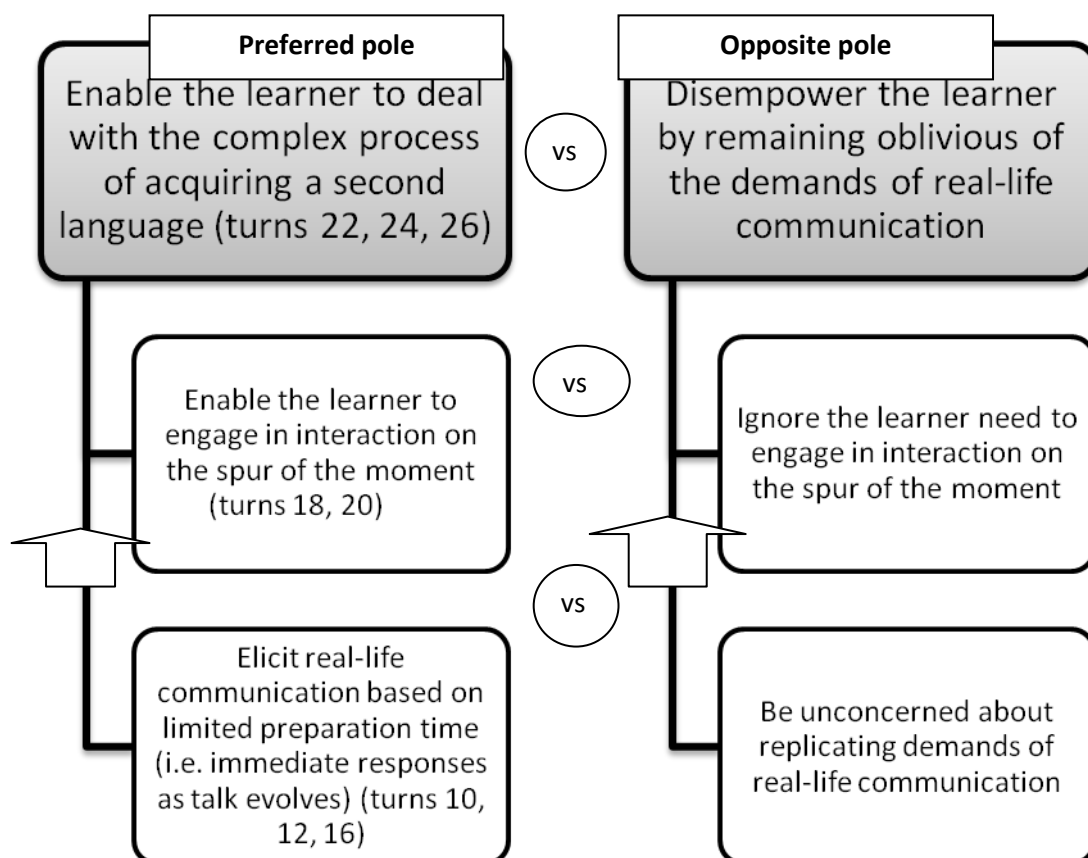 Preferred pole
Opposite pole
Enable the learner to deal
with the complex process
of acquiring a second
language (turns 22, 24, 26)
vs
Disempower the learner
by remaining oblivious of
the demands of real-life
communication
Enable the learner to
engage in interaction on
the spur of the moment
(turns 18, 20)
vs
Ignore the learner need to
engage in interaction on
the spur of the moment
Elicit real-life
communication based on
limited preparation time
(i.e. immediate responses
as talk evolves) (turns 10,
12, 16)
vs
Be unconcerned about
replicating demands of
real-life communication